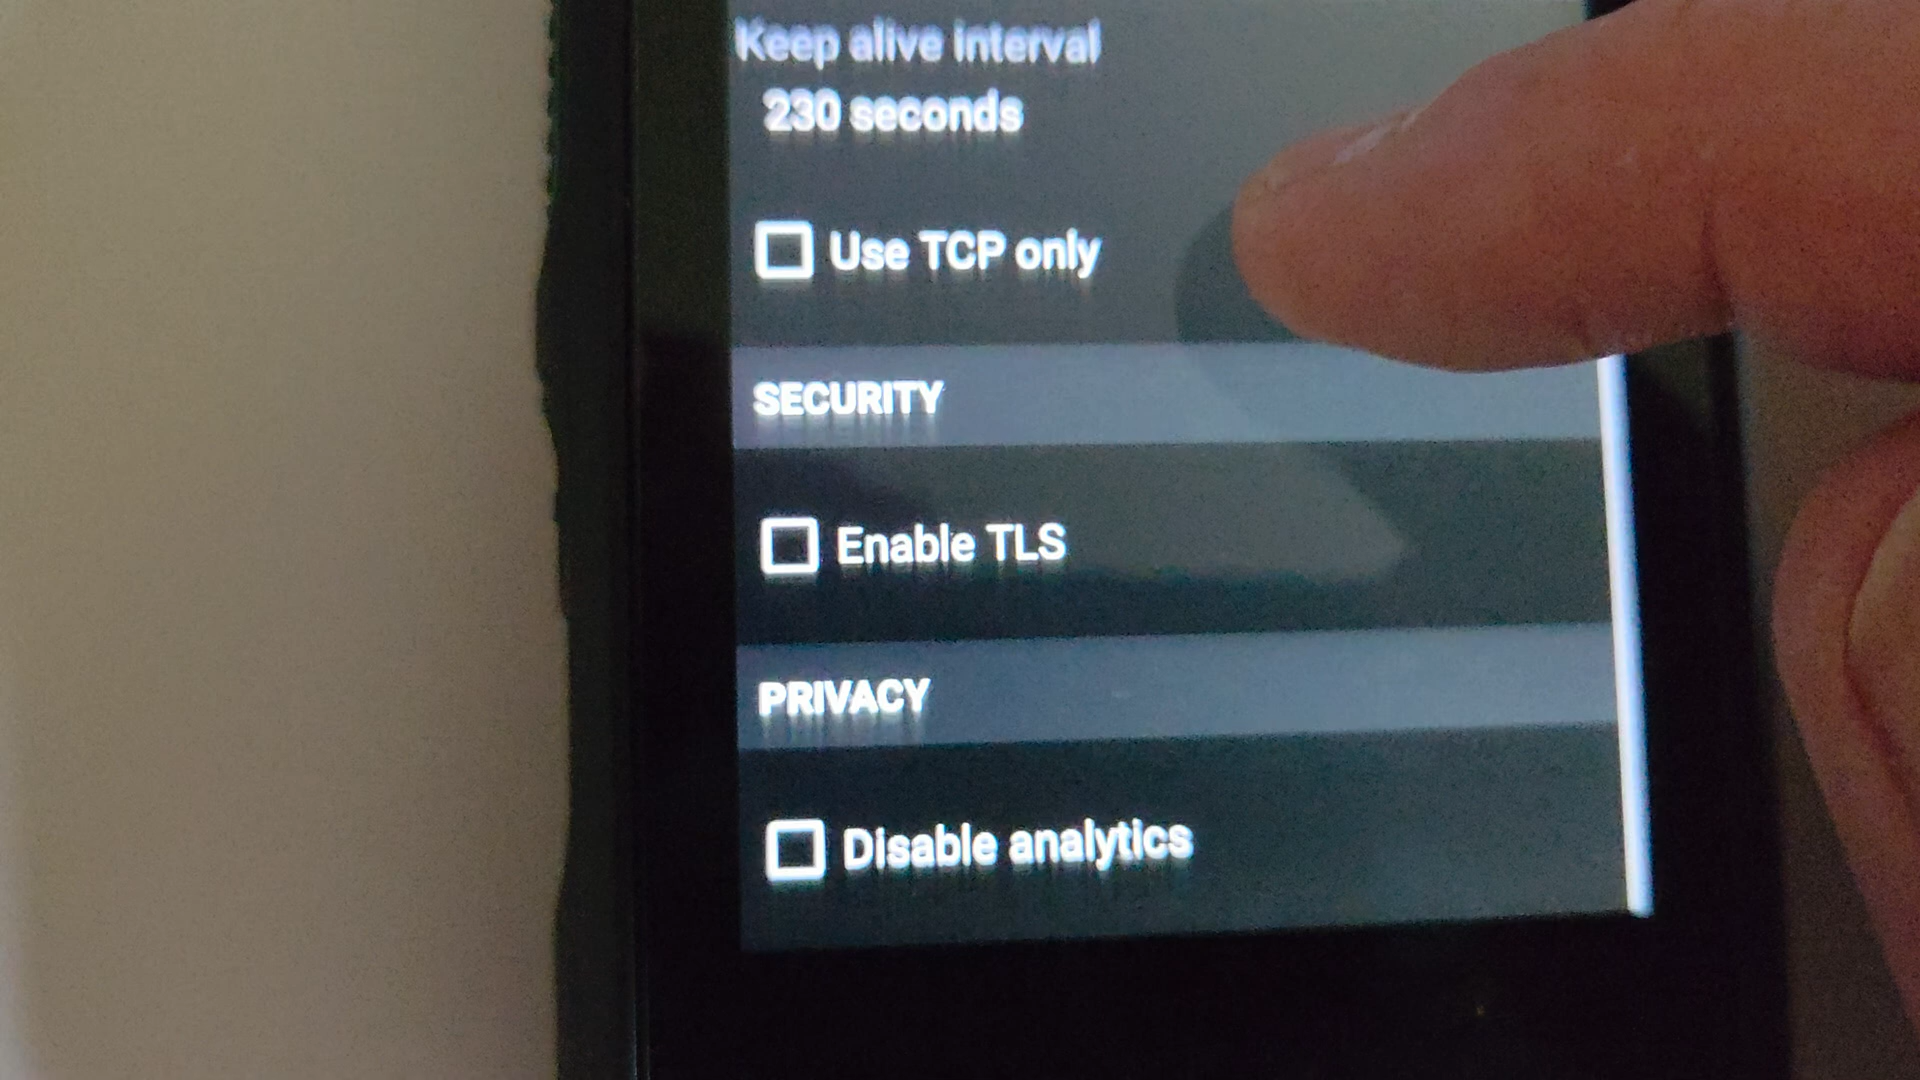 Keep alive interval
230 seconds
Use TCP only
SECURITY
Enable TLS
PRIVACY
Disable analytics